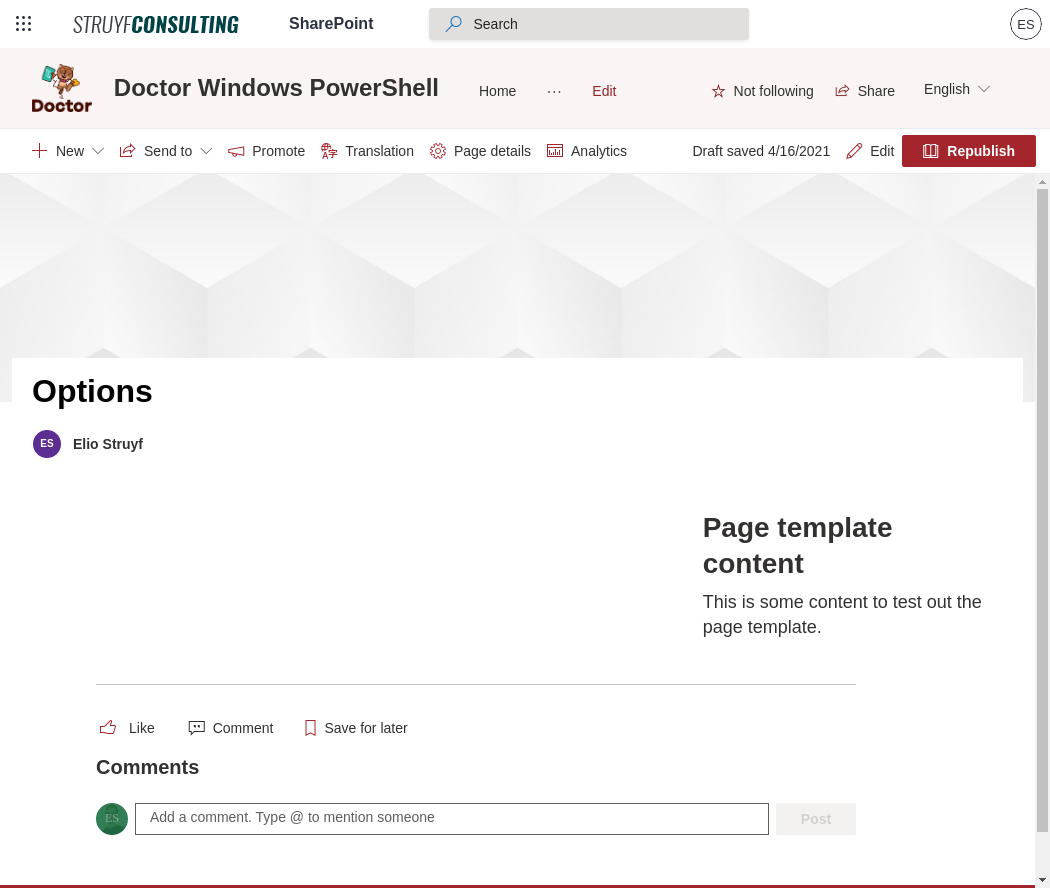 STRUYFCONSULTING SharePoint Search ES
Doctor Doctor Windows PowerShell Home ··· Edit Not following Share English
New Send to Promote Translation Page details Analytics Draft saved 4/16/2021 Edit Republish
Options
ES Elio Struyf
Page template
content
This is some content to test out the
page template.
Like Comment Save for later
Comments
ES Add a comment. Type @ to mention someone Post